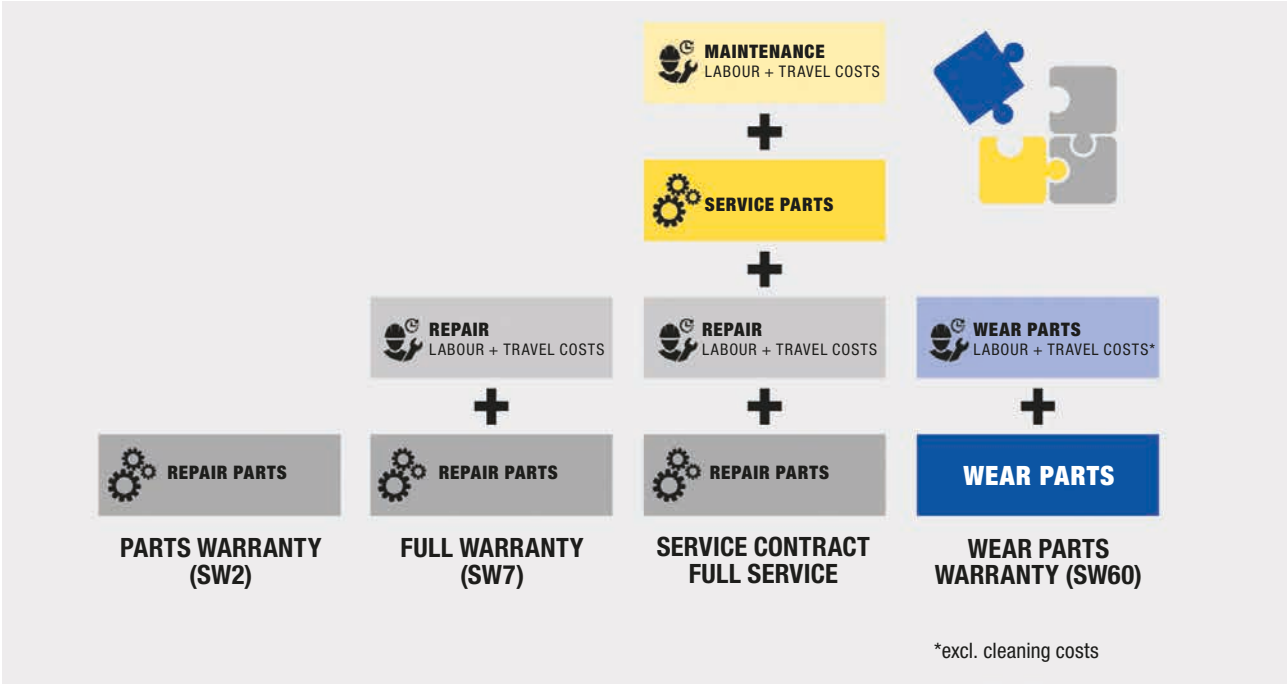 MAINTENANCE
LABOUR + TRAVEL COSTS
SERVICE PARTS
REPAIR
LABOUR + TRAVEL COSTS
REPAIR
LABOUR + TRAVEL COSTS
WEAR PARTS
LABOUR + TRAVEL COSTS*
REPAIR PARTS
REPAIR PARTS
REPAIR PARTS
WEAR PARTS
PARTS WARRANTY
(SW2)
FULL WARRANTY
(SW7)
SERVICE CONTRACT
FULL SERVICE
WEAR PARTS
WARRANTY (SW60)
*excl. cleaning costs